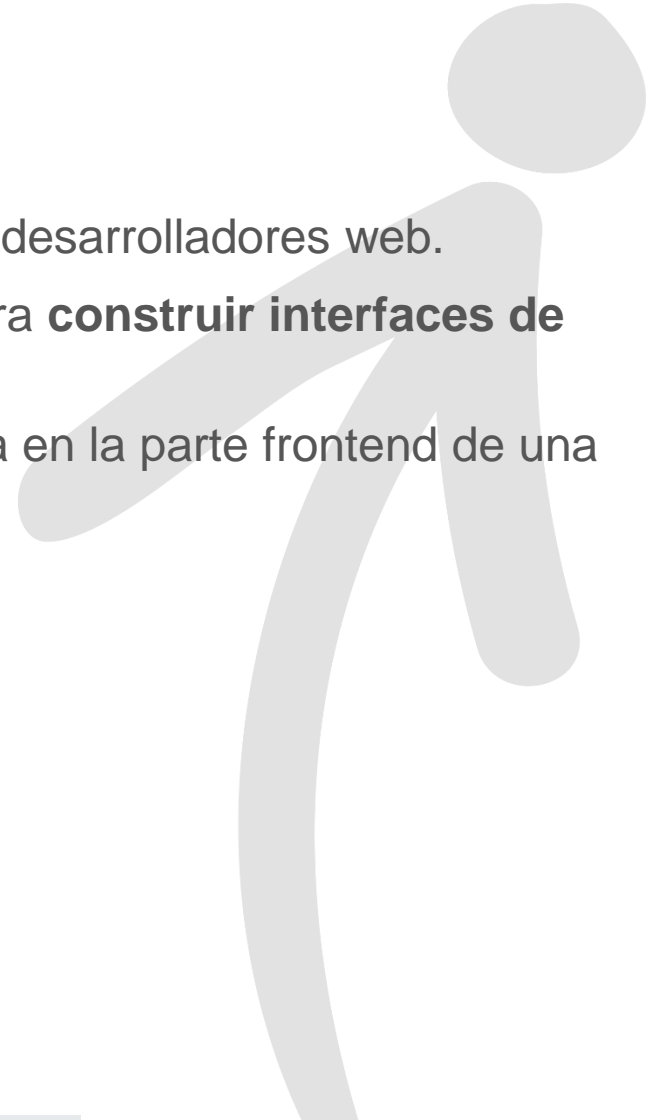 desarrolladores web.
ra construir interfaces de
a en la parte frontend de una